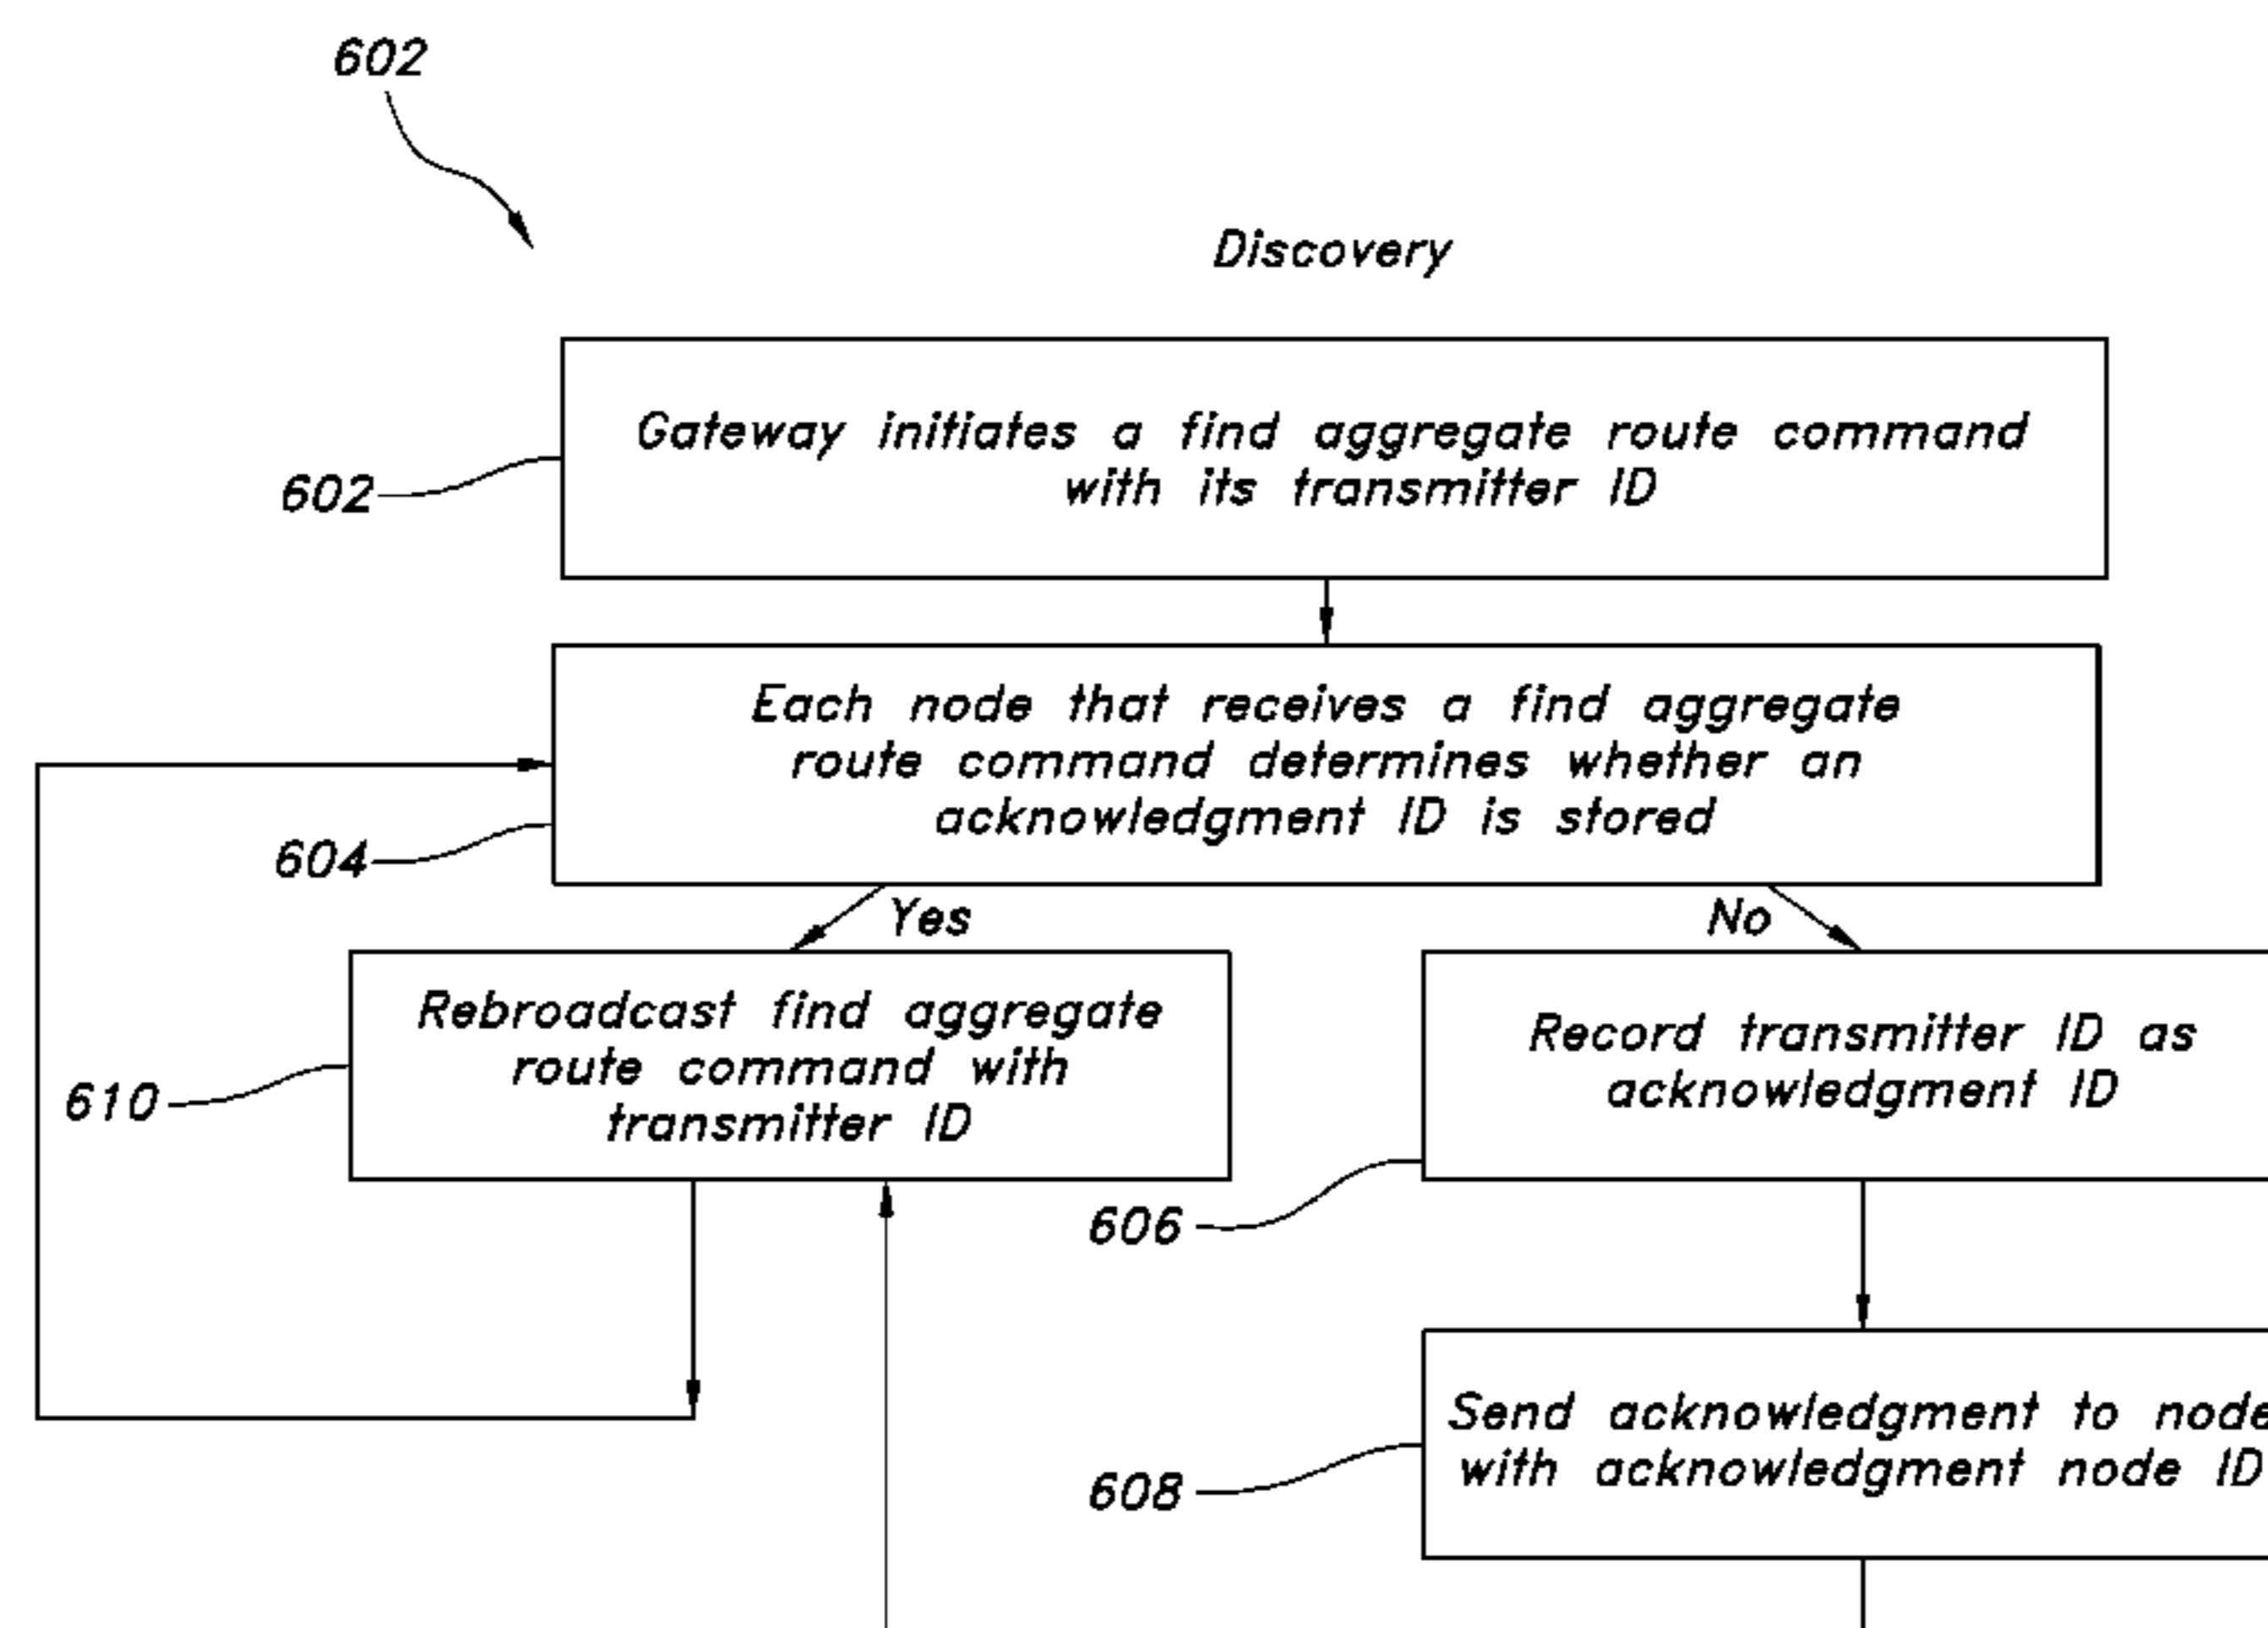 602
Discovery
Gateway initiates a find aggregate route command
with its transmitter ID
602
Each node that receives a find aggregate
route command determines whether an
acknowledgment ID is stored
604
Yes
No
Rebroadcast find aggregate
route command with
transmitter ID
610
Record transmitter ID as
acknowledgment ID
606
Send acknowledgment to node
with acknowledgment node ID
608